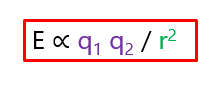 E ∝ q₁ q₂ / r²